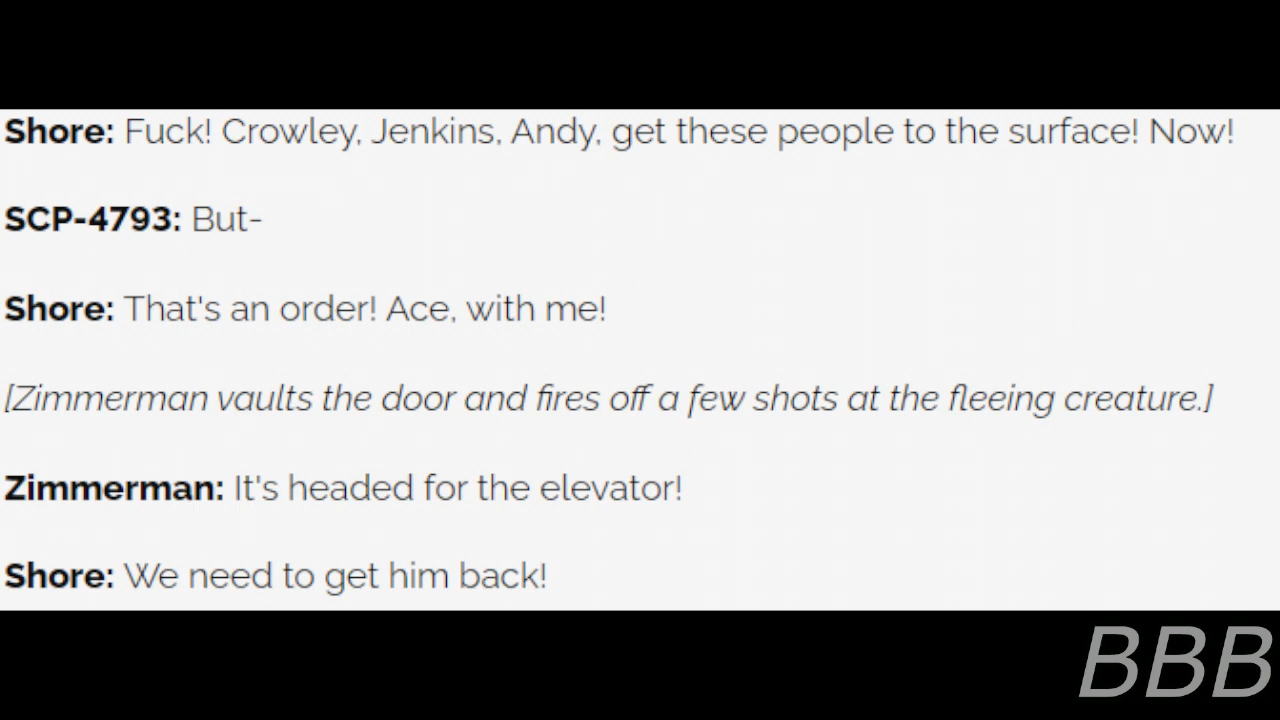 Shore: Fuck! Crowley, Jenkins, Andy, get these people to the surface! Now!
SCP-4793: But-
Shore: That's an order! Ace, with me!
[Zimmerman vaults the door and fires off a few shots at the fleeing creature.]
Zimmerman: It's headed for the elevator!
Shore: We need to get him back!
BBB